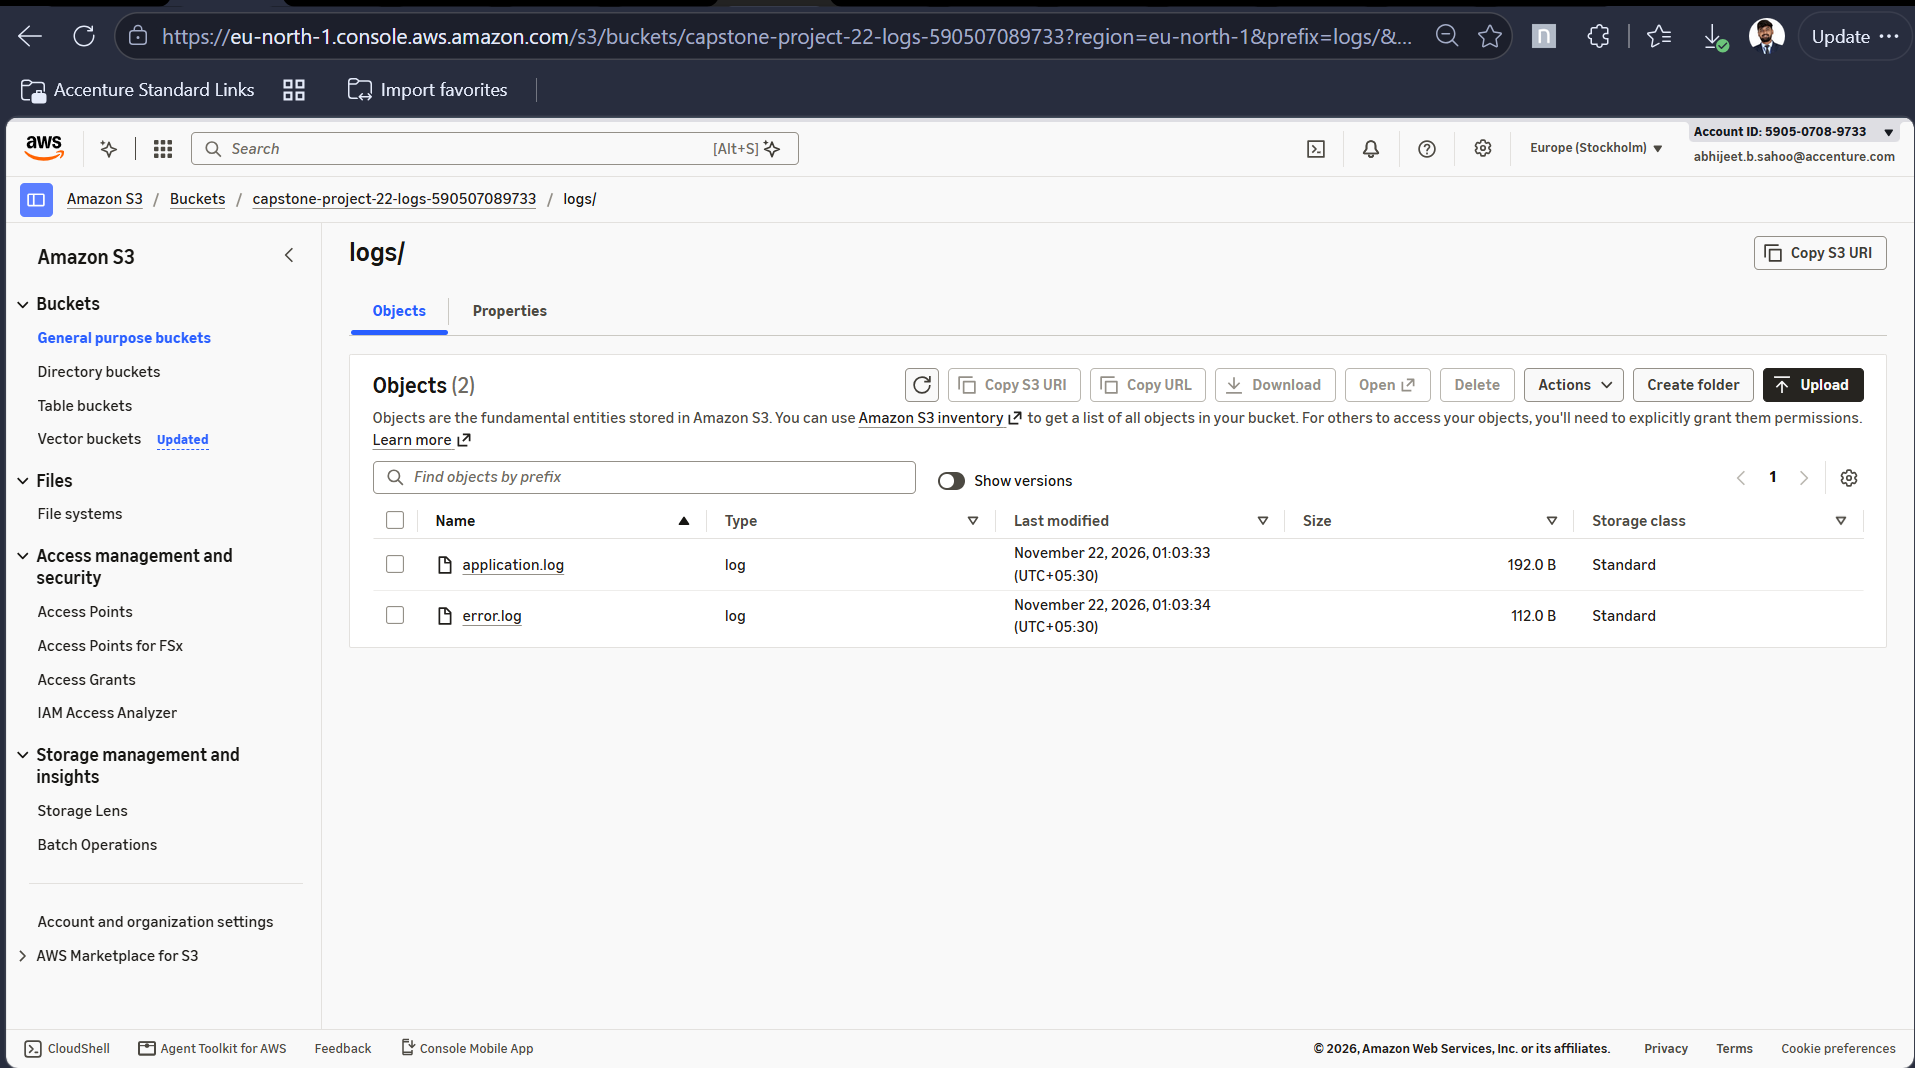 https://eu-north-1.console.aws.amazon.com/s3/buckets/capstone-project-22-logs-590507089733?region=eu-north-1&prefix=logs/&...
n
Update
Accenture Standard Links
Import favorites
aws
Search
[Alt+S]
Europe (Stockholm)
Account ID: 5905-0708-9733
abhijeet.b.sahoo@accenture.com
Amazon S3 / Buckets / capstone-project-22-logs-590507089733 / logs/
Amazon S3
Buckets
General purpose buckets
Directory buckets
Table buckets
Vector buckets Updated
Files
File systems
Access management and
security
Access Points
Access Points for FSx
Access Grants
IAM Access Analyzer
Storage management and
insights
Storage Lens
Batch Operations
Account and organization settings
AWS Marketplace for S3
logs/
Copy S3 URI
Objects
Properties
Objects (2)
Copy S3 URI
Copy URL
Download
Open
Delete
Actions
Create folder
Upload
Objects are the fundamental entities stored in Amazon S3. You can use Amazon S3 inventory to get a list of all objects in your bucket. For others to access your objects, you'll need to explicitly grant them permissions.
Learn more
Find objects by prefix
Show versions
1
Name Type Last modified Size Storage class
application.log log November 22, 2026, 01:03:33 192.0 B Standard
(UTC+05:30)
error.log log November 22, 2026, 01:03:34 112.0 B Standard
(UTC+05:30)
CloudShell
Agent Toolkit for AWS
Feedback
Console Mobile App
© 2026, Amazon Web Services, Inc. or its affiliates.
Privacy
Terms
Cookie preferences